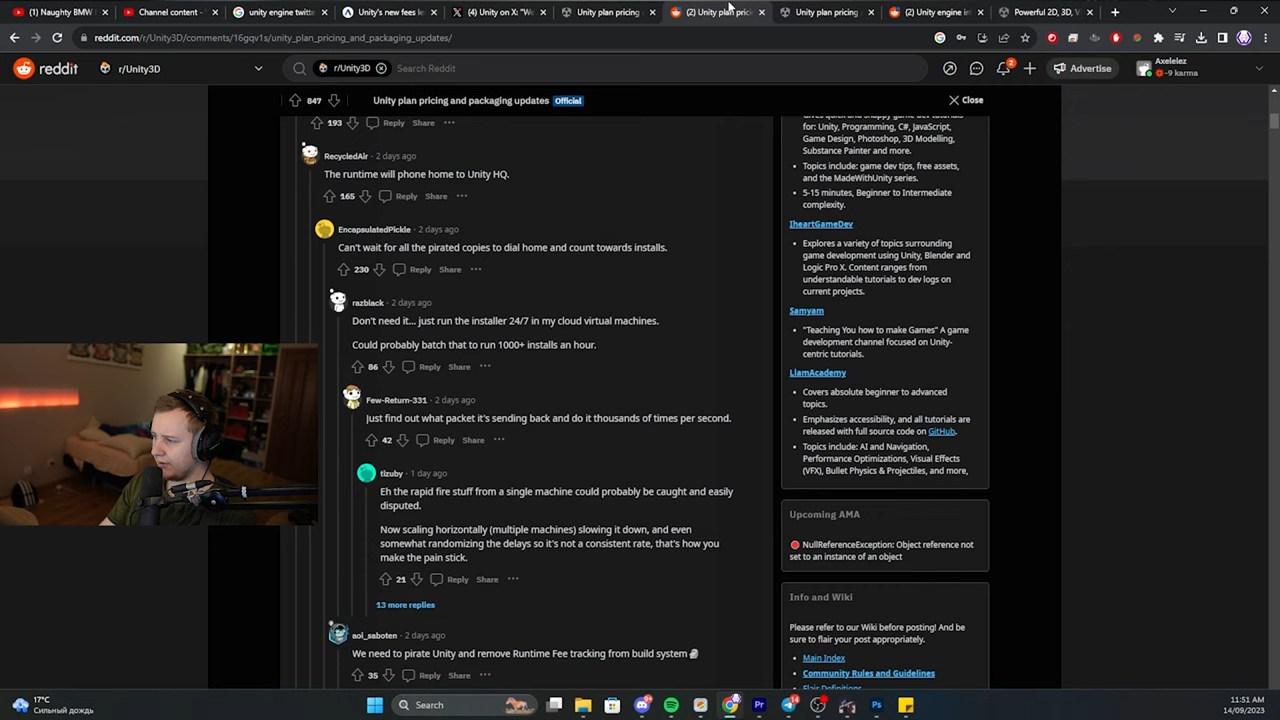 (1) Naughty BMW
Channel content -
unity engine twitte
Unity's new fees le
(4) Unity on X: "We
Unity plan pricing
(2) Unity plan prici
Unity plan pricing
(2) Unity engine in
Powerful 2D, 3D, V
reddit.com/r/Unity3D/comments/16gqv1s/unity_plan_pricing_and_packaging_updates/
reddit
r/Unity3D
r/Unity3D
Search Reddit
2
Advertise
Axelelez
-9 karma
847
Unity plan pricing and packaging updates Official
Close
193 Reply Share
RecycledAir · 2 days ago
The runtime will phone home to Unity HQ.
165 Reply Share
EncapsulatedPickle · 2 days ago
Can't wait for all the pirated copies to dial home and count towards installs.
230 Reply Share
razblack · 2 days ago
Don't need it... just run the installer 24/7 in my cloud virtual machines.
Could probably batch that to run 1000+ installs an hour.
86 Reply Share
Few-Return-331 · 2 days ago
Just find out what packet it's sending back and do it thousands of times per second.
42 Reply Share
tizuby · 1 day ago
Eh the rapid fire stuff from a single machine could probably be caught and easily
disputed.
Now scaling horizontally (multiple machines) slowing it down, and even
somewhat randomizing the delays so it's not a consistent rate, that's how you
make the pain stick.
21 Reply Share
13 more replies
aoi_saboten · 2 days ago
We need to pirate Unity and remove Runtime Fee tracking from build system
35 Reply Share
for: Unity, Programming, C#, JavaScript,
Game Design, Photoshop, 3D Modelling,
Substance Painter and more.
Topics include: game dev tips, free assets,
and the MadeWithUnity series.
5-15 minutes, Beginner to Intermediate
complexity.
IheartGameDev
Explores a variety of topics surrounding
game development using Unity, Blender and
Logic Pro X. Content ranges from
understandable tutorials to dev logs on
current projects.
Samyam
"Teaching You how to make Games" A game
development channel focused on Unity-
centric tutorials.
LlamAcademy
Covers absolute beginner to advanced
topics.
Emphasizes accessibility, and all tutorials are
released with full source code on GitHub.
Topics include: AI and Navigation,
Performance Optimizations, Visual Effects
(VFX), Bullet Physics & Projectiles, and more,
Upcoming AMA
NullReferenceException: Object reference not
set to an instance of an object
Info and Wiki
Please refer to our Wiki before posting! And be
sure to flair your post appropriately.
Main Index
Community Rules and Guidelines
Flair Definitions
17°C
Сильный дождь
Search
11:51 AM
14/09/2023